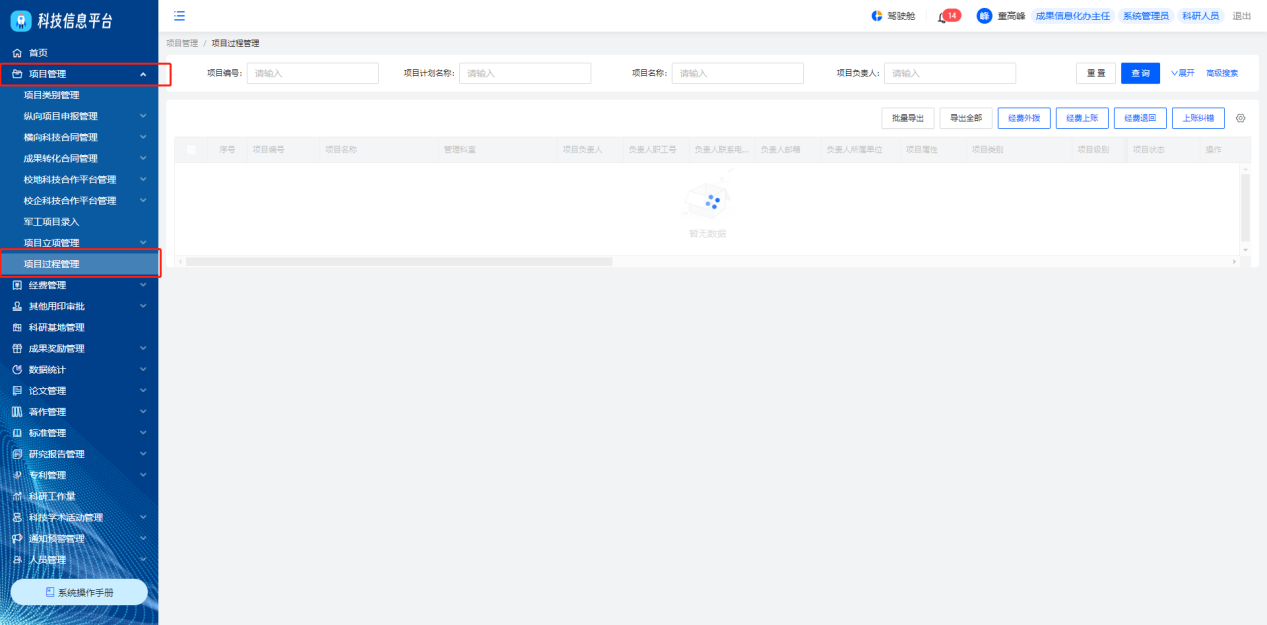 科技信息平台
驾驶舱 14 峰 童高峰 成果信息化办主任 系统管理员 科研人员 退出
项目管理 / 项目过程管理
首页
项目管理
项目类别管理
纵向项目申报管理
横向科技合同管理
成果转化合同管理
校地科技合作平台管理
校企科技合作平台管理
军工项目录入
项目立项管理
项目过程管理
经费管理
其他用印审批
科研基地管理
成果奖励管理
数据统计
论文管理
著作管理
标准管理
研究报告管理
专利管理
科研工作量
科技学术活动管理
通知预警管理
人员管理
系统操作手册
项目编号: 请输入 项目计划名称: 请输入 项目名称: 请输入 项目负责人: 请输入 重置 查询 展开 高级搜索
批量导出 导出全部 经费外拨 经费上账 经费退回 上账纠错
序号 项目编号 项目名称 管理科室 项目负责人 负责人职工号 负责人联系电... 负责人邮箱 负责人所属单位 项目属性 项目类别 项目级别 项目状态 操作
暂无数据